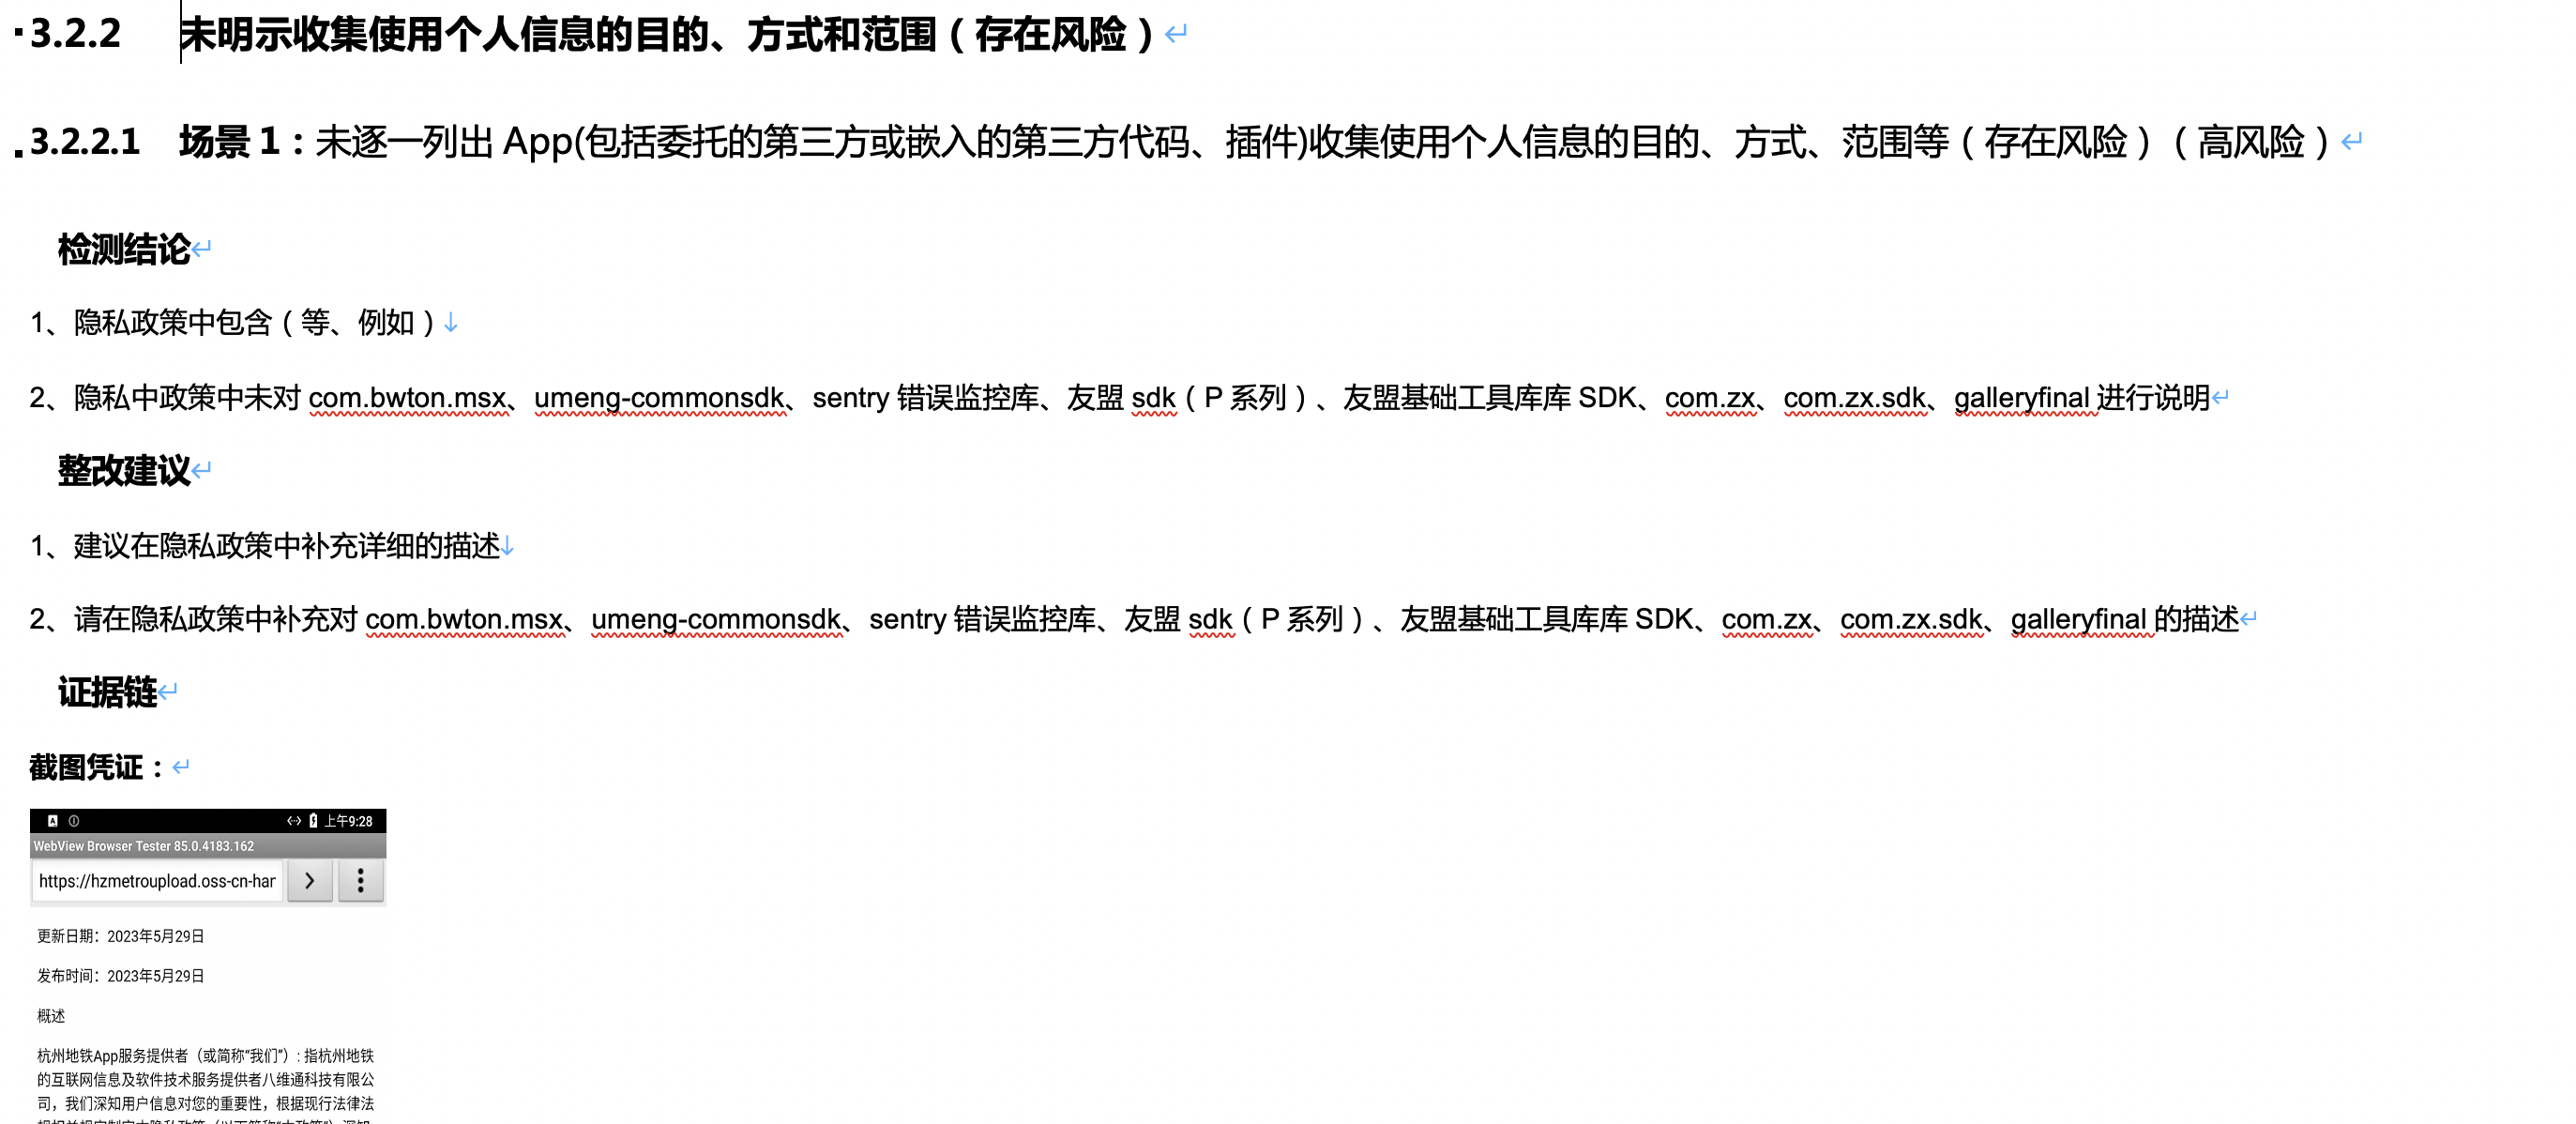 3.2.2 未明示收集使用个人信息的目的、方式和范围（存在风险）
3.2.2.1 场景 1：未逐一列出 App(包括委托的第三方或嵌入的第三方代码、插件)收集使用个人信息的目的、方式、范围等（存在风险）（高风险）
检测结论
1、隐私政策中包含（等、例如）
2、隐私中政策中未对 com.bwton.msx、umeng-commonsdk、sentry 错误监控库、友盟 sdk（P 系列）、友盟基础工具库库 SDK、com.zx、com.zx.sdk、galleryfinal 进行说明
整改建议
1、建议在隐私政策中补充详细的描述
2、请在隐私政策中补充对 com.bwton.msx、umeng-commonsdk、sentry 错误监控库、友盟 sdk（P 系列）、友盟基础工具库库 SDK、com.zx、com.zx.sdk、galleryfinal 的描述
证据链
截图凭证：
上午9:28
WebView Browser Tester 85.0.4183.162
https://hzmetroupload.oss-cn-har
更新日期：2023年5月29日
发布时间：2023年5月29日
概述
杭州地铁App服务提供者（或简称“我们”）: 指杭州地铁
的互联网信息及软件技术服务提供者八维通科技有限公
司，我们深知用户信息对您的重要性，根据现行法律法